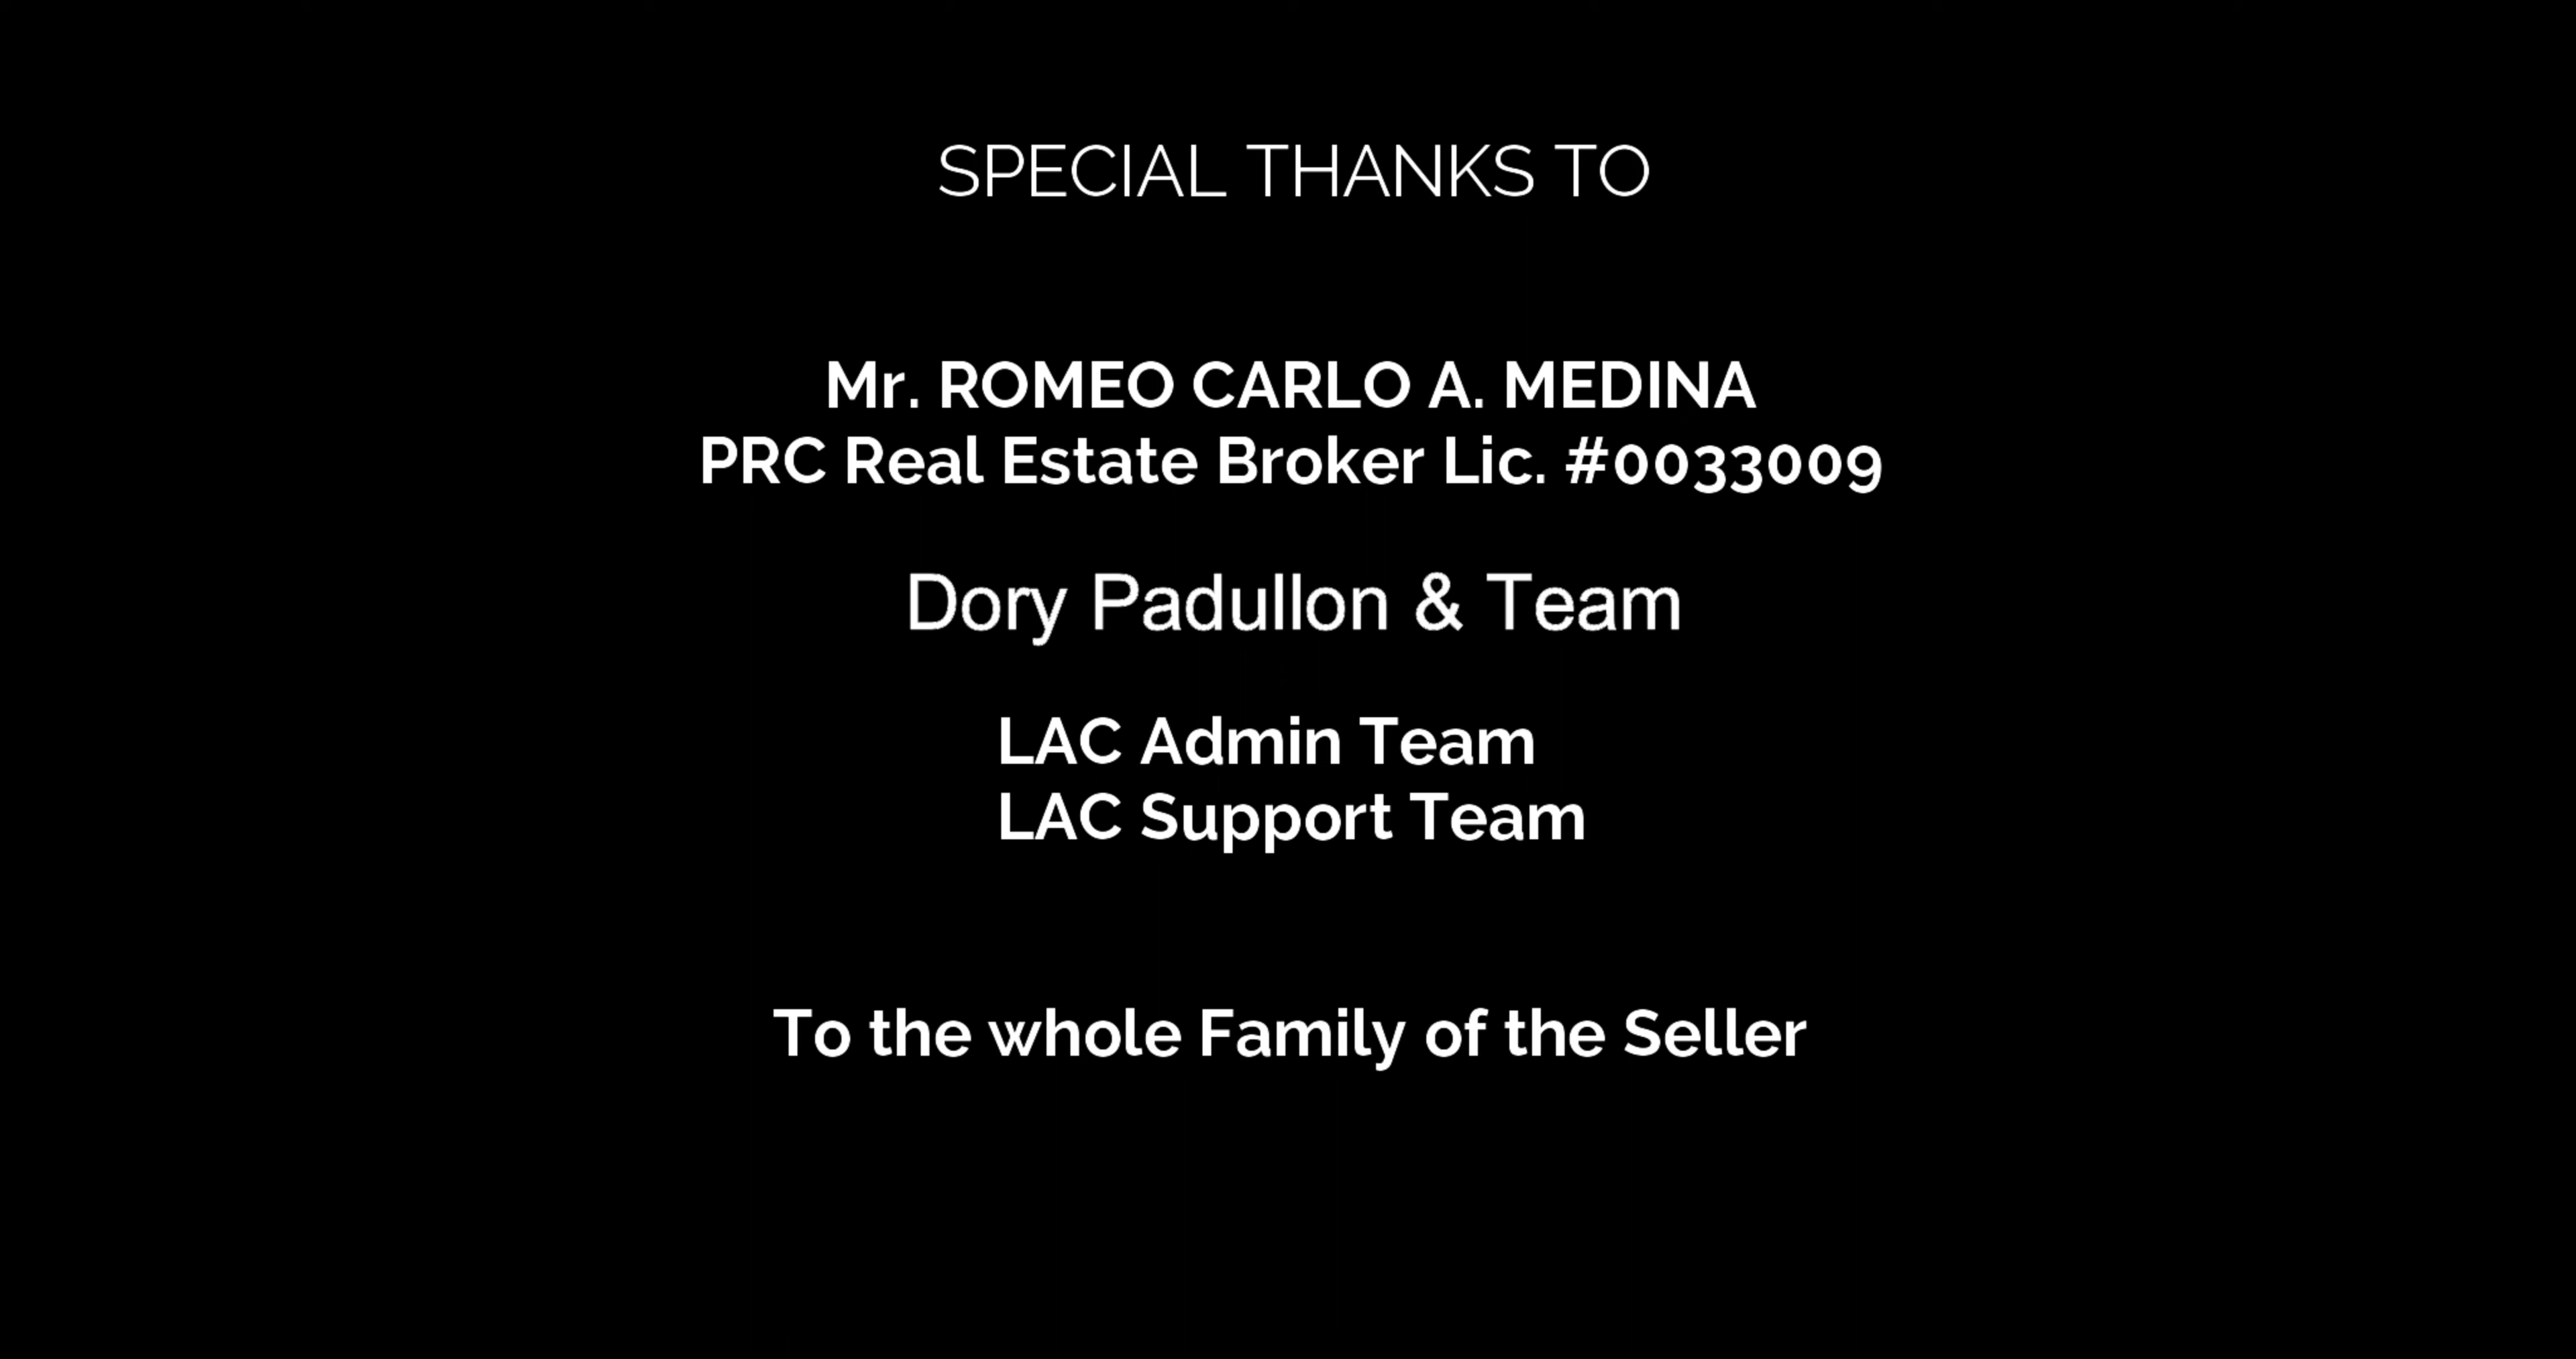 SPECIAL THANKS TO
Mr. ROMEO CARLO A. MEDINA
PRC Real Estate Broker Lic. #0033009
Dory Padullon & Team
LAC Admin Team
LAC Support Team
To the whole Family of the Seller